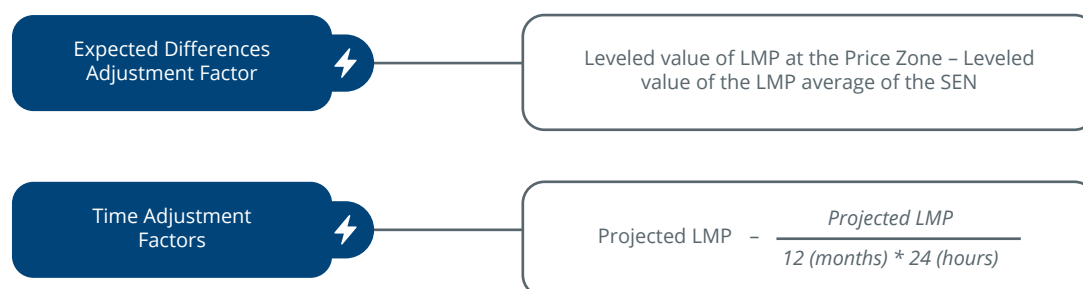 Expected Differences
Adjustment Factor
Leveled value of LMP at the Price Zone – Leveled
value of the LMP average of the SEN
Time Adjustment
Factors
Projected LMP – Projected LMP
12 (months) * 24 (hours)